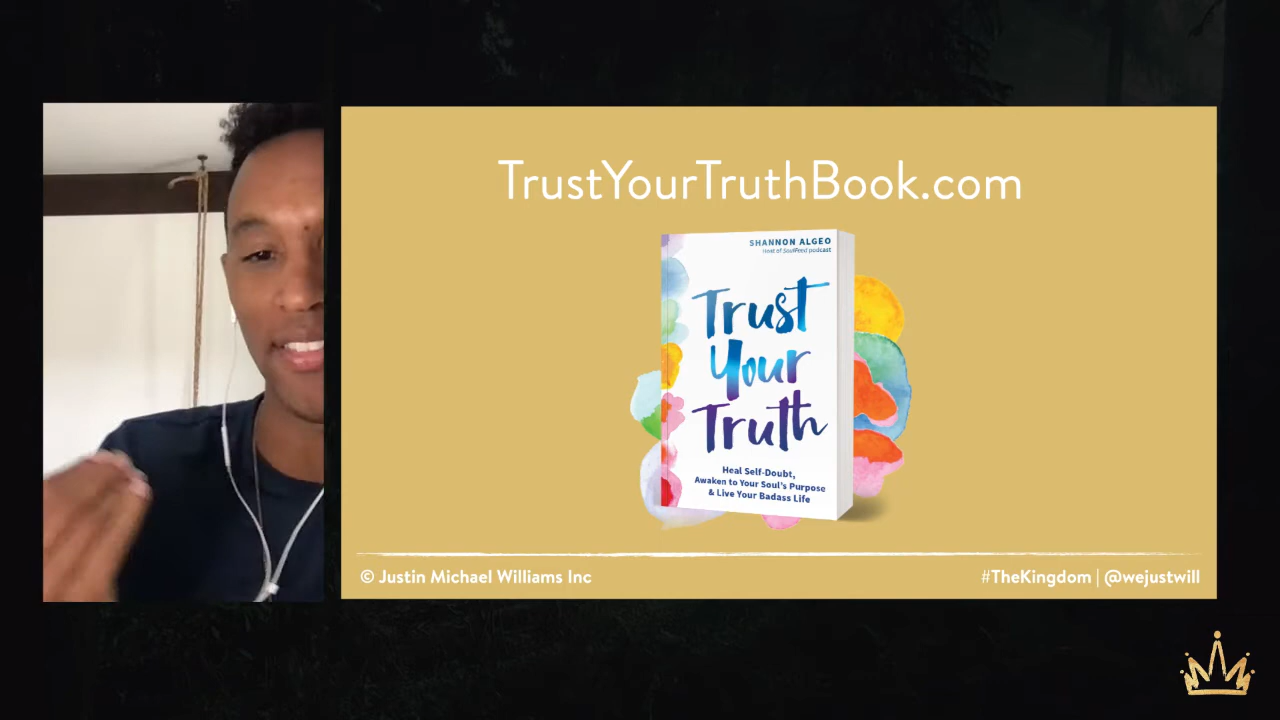 TrustYourTruthBook.com
SHANNON ALGEO
Host of SoulFeed podcast
Trust
Your
Truth
Heal Self-Doubt,
Awaken to Your Soul's Purpose
& Live Your Badass Life
© Justin Michael Williams Inc
#TheKingdom | @wejustwill